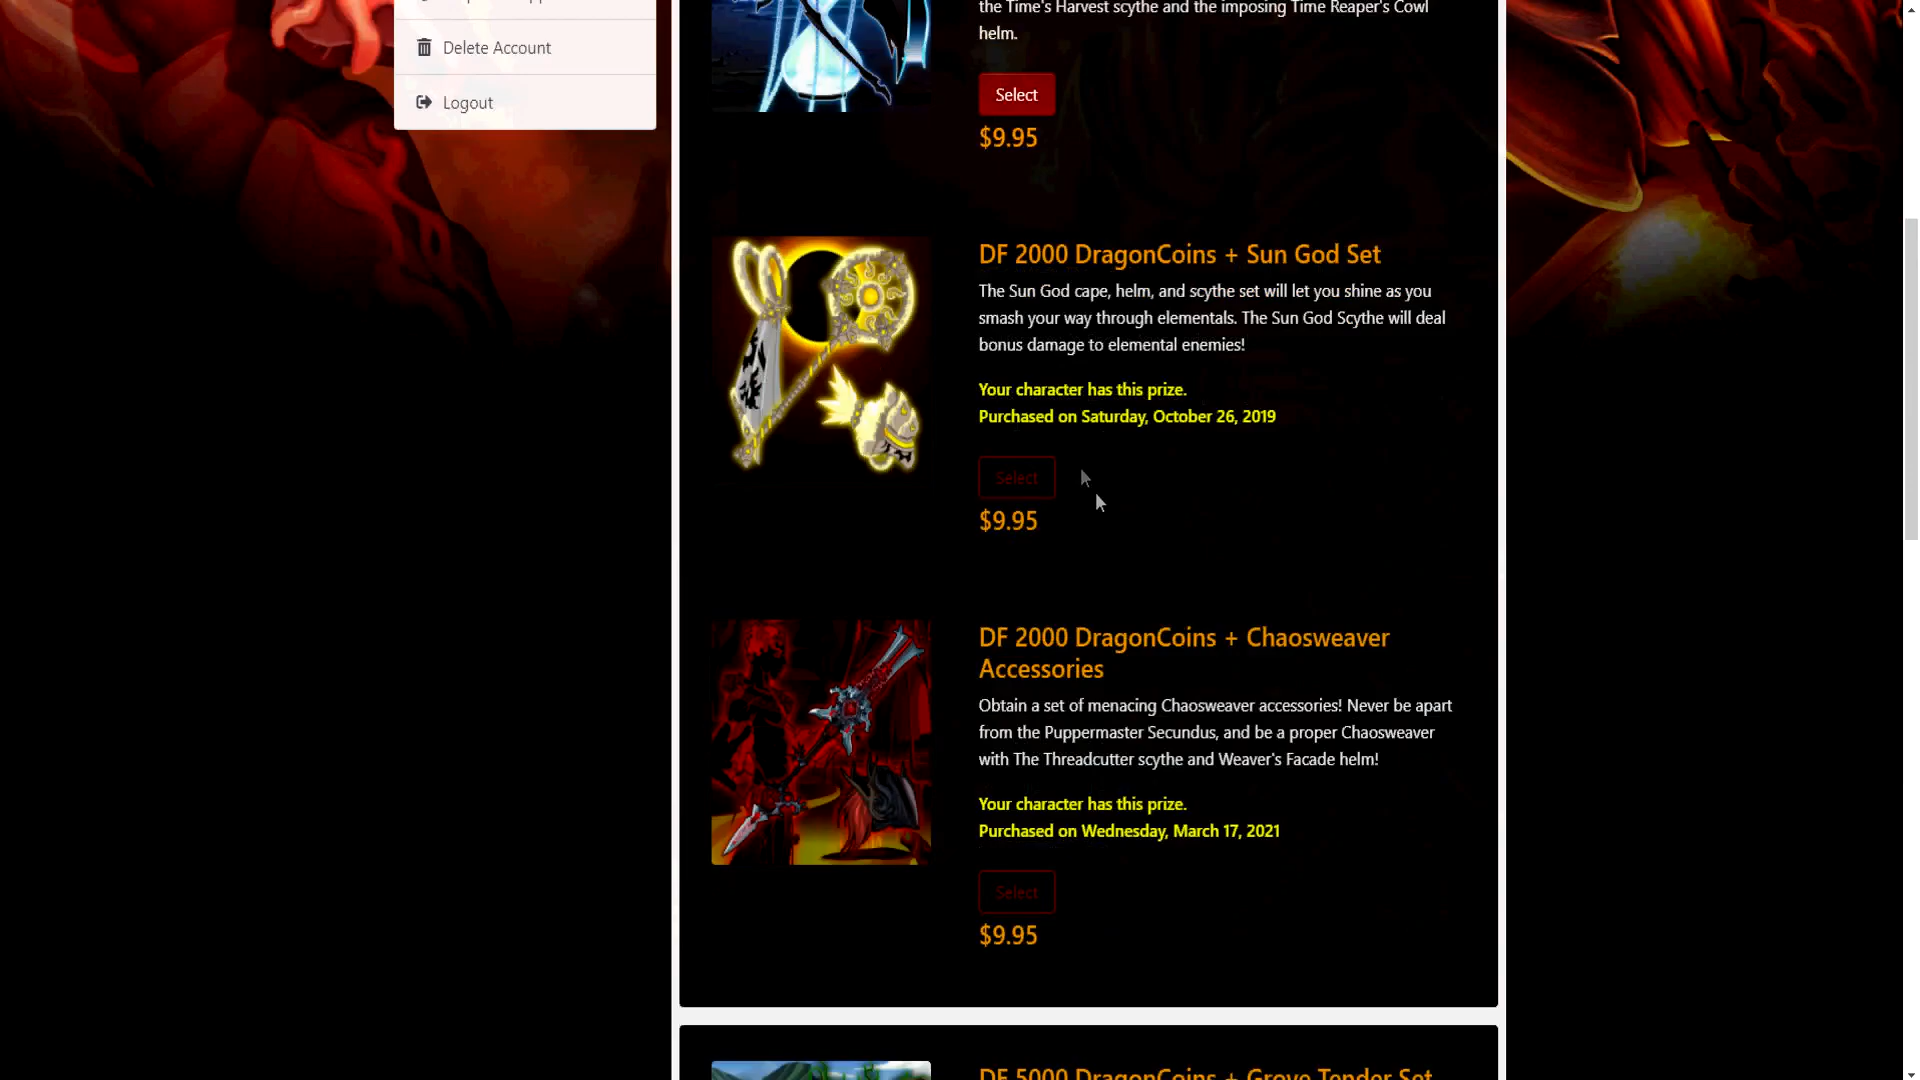 Delete Account
Logout
the Time's Harvest scythe and the imposing Time Reaper's Cowl
helm.
Select
$9.95
DF 2000 DragonCoins + Sun God Set
The Sun God cape, helm, and scythe set will let you shine as you
smash your way through elementals. The Sun God Scythe will deal
bonus damage to elemental enemies!
Your character has this prize.
Purchased on Saturday, October 26, 2019
Select
$9.95
DF 2000 DragonCoins + Chaosweaver
Accessories
Obtain a set of menacing Chaosweaver accessories! Never be apart
from the Puppermaster Secundus, and be a proper Chaosweaver
with The Threadcutter scythe and Weaver's Facade helm!
Your character has this prize.
Purchased on Wednesday, March 17, 2021
Select
$9.95
DF 5000 DragonCoins + Grove Tender Set